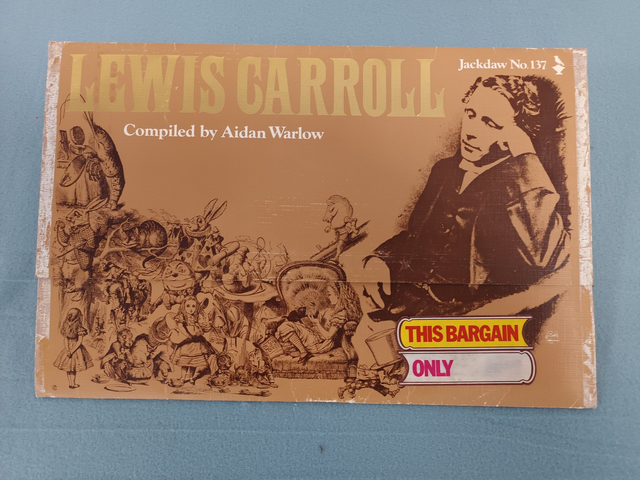 LEWIS CARROLL
Jackdaw No.137
Compiled by Aidan Warlow
THIS BARGAIN
ONLY